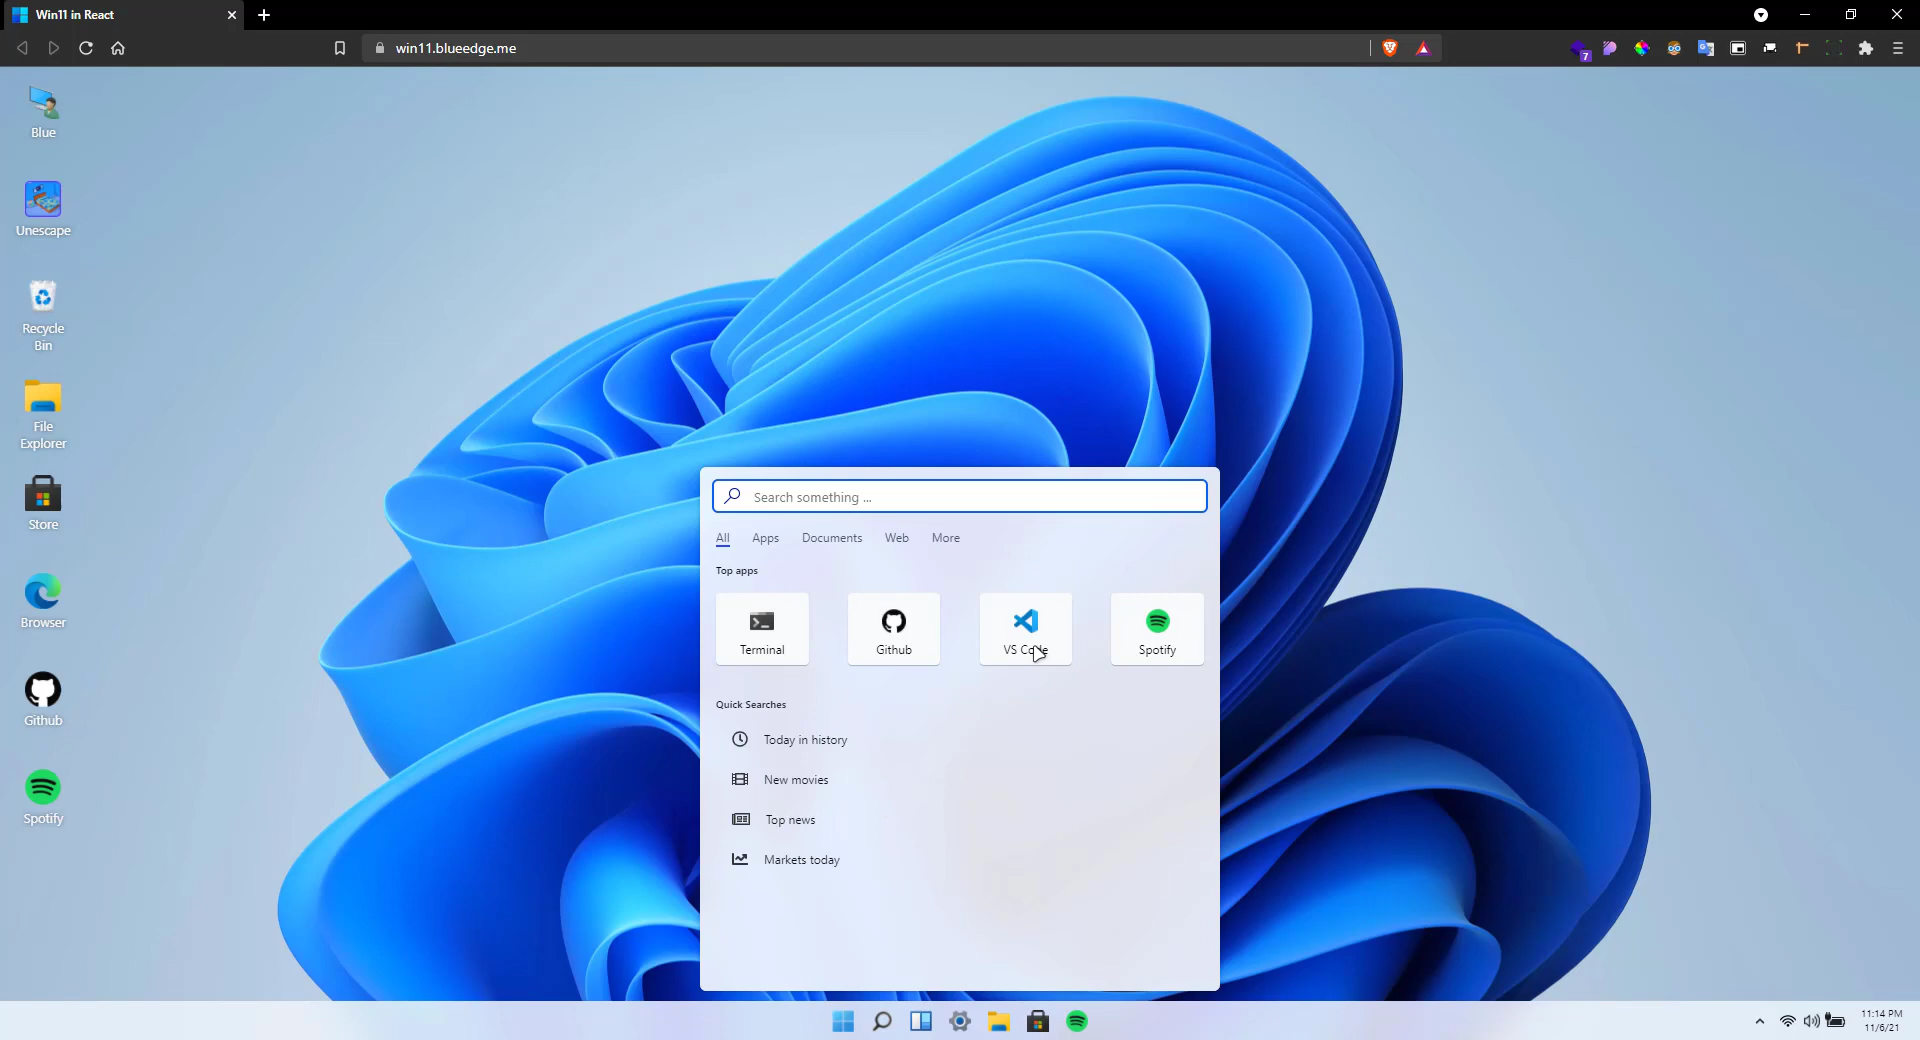 Win11 in React
win11.blueedge.me
7
Blue
Unescape
Recycle
Bin
File
Explorer
Store
Browser
Github
Spotify
Search something ...
All Apps Documents Web More
Top apps
Terminal Github VS Code Spotify
Quick Searches
Today in history
New movies
Top news
Markets today
11:14 PM
11/6/21